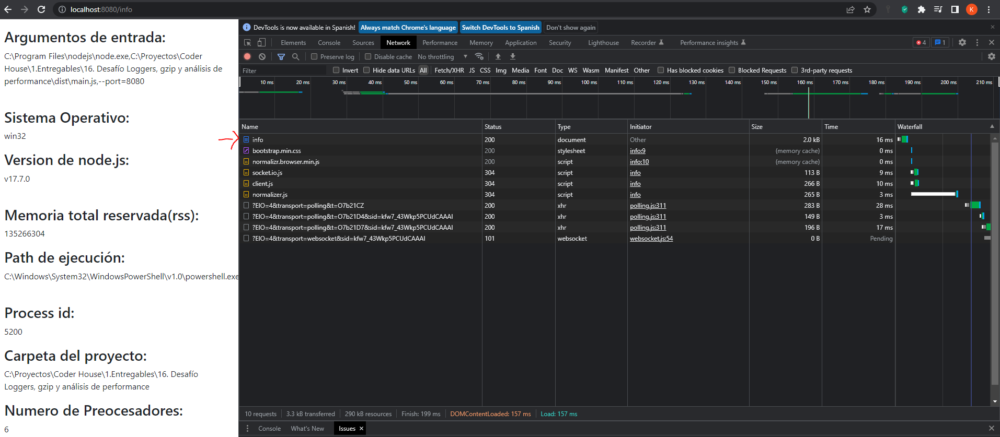 localhost:8080/info
K
Argumentos de entrada:
C:\Program Files\nodejs\node.exe,C:\Proyectos\Coder
House\1.Entregables\16. Desafío Loggers, gzip y análisis de
performance\dist\main.js,--port=8080
Sistema Operativo:
win32
Version de node.js:
v17.7.0
Memoria total reservada(rss):
135266304
Path de ejecución:
C:\Windows\System32\WindowsPowerShell\v1.0\powershell.exe
Process id:
5200
Carpeta del proyecto:
C:\Proyectos\Coder House\1.Entregables\16. Desafío
Loggers, gzip y análisis de performance
Numero de Preocesadores:
6
DevTools is now available in Spanish! Always match Chrome's language Switch DevTools to Spanish Don't show again
Elements Console Sources Network Performance Memory Application Security Lighthouse Recorder Performance insights 4 1
Preserve log Disable cache No throttling
Filter Invert Hide data URLs All Fetch/XHR JS CSS Img Media Font Doc WS Wasm Manifest Other Has blocked cookies Blocked Requests 3rd-party requests
10 ms 20 ms 30 ms 40 ms 50 ms 60 ms 70 ms 80 ms 90 ms 100 ms 110 ms 120 ms 130 ms 140 ms 150 ms 160 ms 170 ms 180 ms 190 ms 200 ms 210 ms
Name Status Type Initiator Size Time Waterfall
info 200 document Other 2.0 kB 16 ms
bootstrap.min.css 200 stylesheet info:9 (memory cache) 0 ms
normalizr.browser.min.js 200 script info:10 (memory cache) 0 ms
socket.io.js 304 script info 113 B 9 ms
client.js 304 script info 266 B 10 ms
normalizer.js 304 script info 265 B 3 ms
?EIO=4&transport=polling&t=O7b21CZ 200 xhr polling.js:311 283 B 28 ms
?EIO=4&transport=polling&t=O7b21D4&sid=kfw7_43Wkp5PCUdCAAAI 200 xhr polling.js:311 149 B 3 ms
?EIO=4&transport=polling&t=O7b21D7&sid=kfw7_43Wkp5PCUdCAAAI 200 xhr polling.js:311 196 B 17 ms
?EIO=4&transport=websocket&sid=kfw7_43Wkp5PCUdCAAAI 101 websocket websocket.js:54 0 B Pending
10 requests 3.3 kB transferred 290 kB resources Finish: 199 ms DOMContentLoaded: 157 ms Load: 157 ms
Console What's New Issues